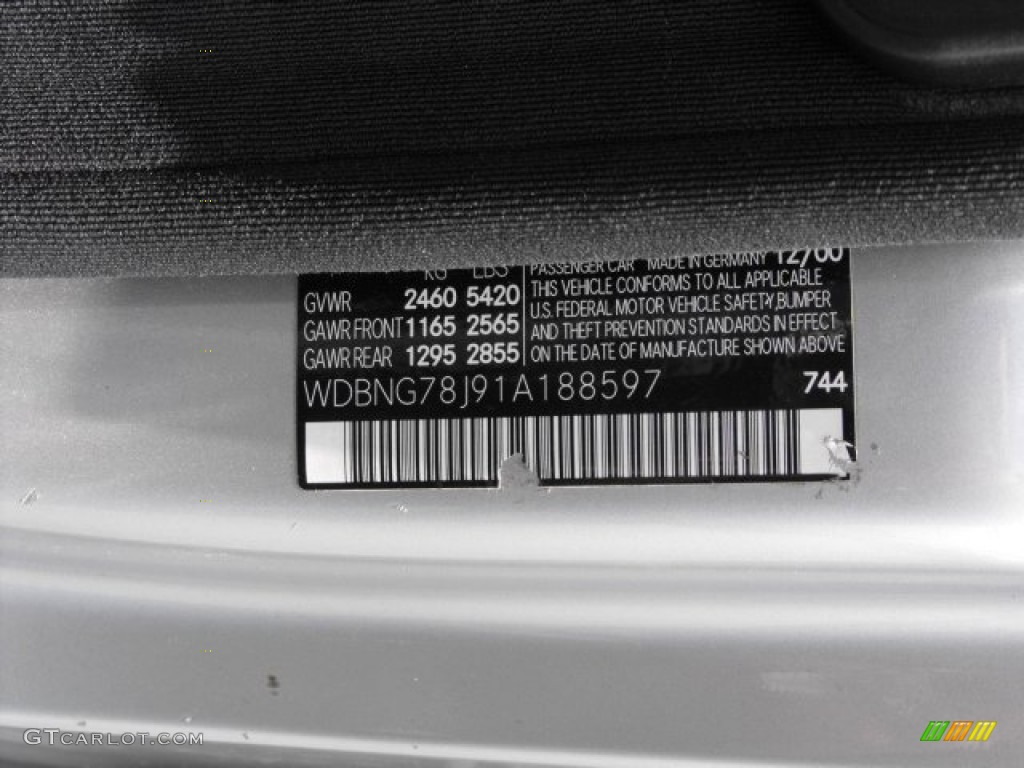 KG LBS
GVWR 2460 5420
GAWR FRONT 1165 2565
GAWR REAR 1295 2855
PASSENGER CAR MADE IN GERMANY 12/00
THIS VEHICLE CONFORMS TO ALL APPLICABLE
U.S. FEDERAL MOTOR VEHICLE SAFETY,BUMPER
AND THEFT PREVENTION STANDARDS IN EFFECT
ON THE DATE OF MANUFACTURE SHOWN ABOVE
WDBNG78J91A188597 744
GTCARLOT.COM